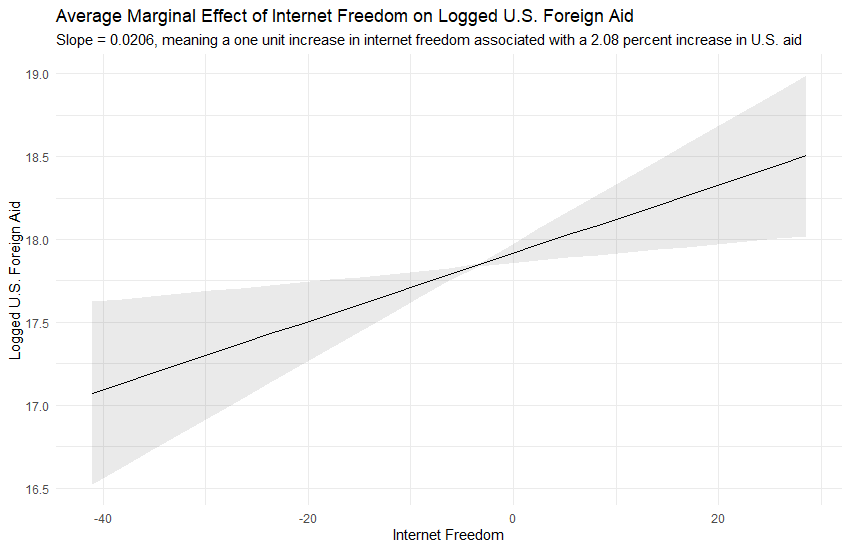 Average Marginal Effect of Internet Freedom on Logged U.S. Foreign Aid
Slope = 0.0206, meaning a one unit increase in internet freedom associated with a 2.08 percent increase in U.S. aid
Logged U.S. Foreign Aid
19.0
18.5
18.0
17.5
17.0
16.5
-40
-20
0
20
Internet Freedom